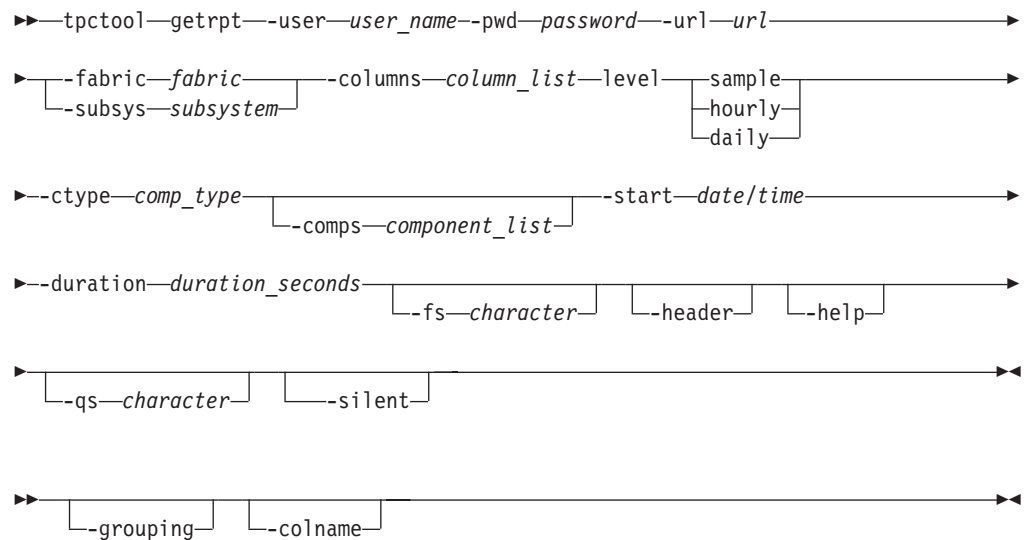 tpctool getrpt -user user_name -pwd password -url url
-fabric fabric -columns column_list level sample
-subsys subsystem hourly
daily
-ctype comp_type -start date/time
-comps component_list
-duration duration_seconds
-fs character -header -help
-qs character -silent
-grouping -colname